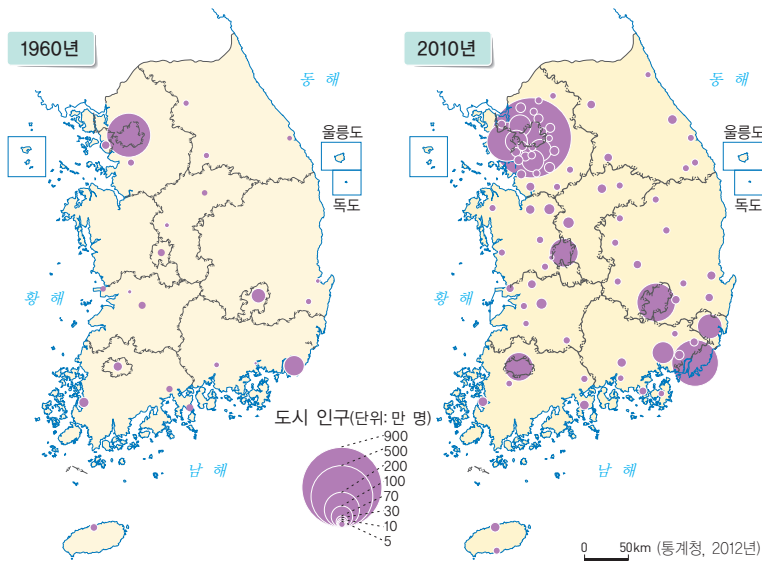 1960년
동 해
울릉도
독도
황 해
남 해
2010년
동 해
울릉도
독도
황 해
남 해
도시 인구(단위: 만 명)
900
500
200
100
70
30
10
5
0 50km (통계청, 2012년)